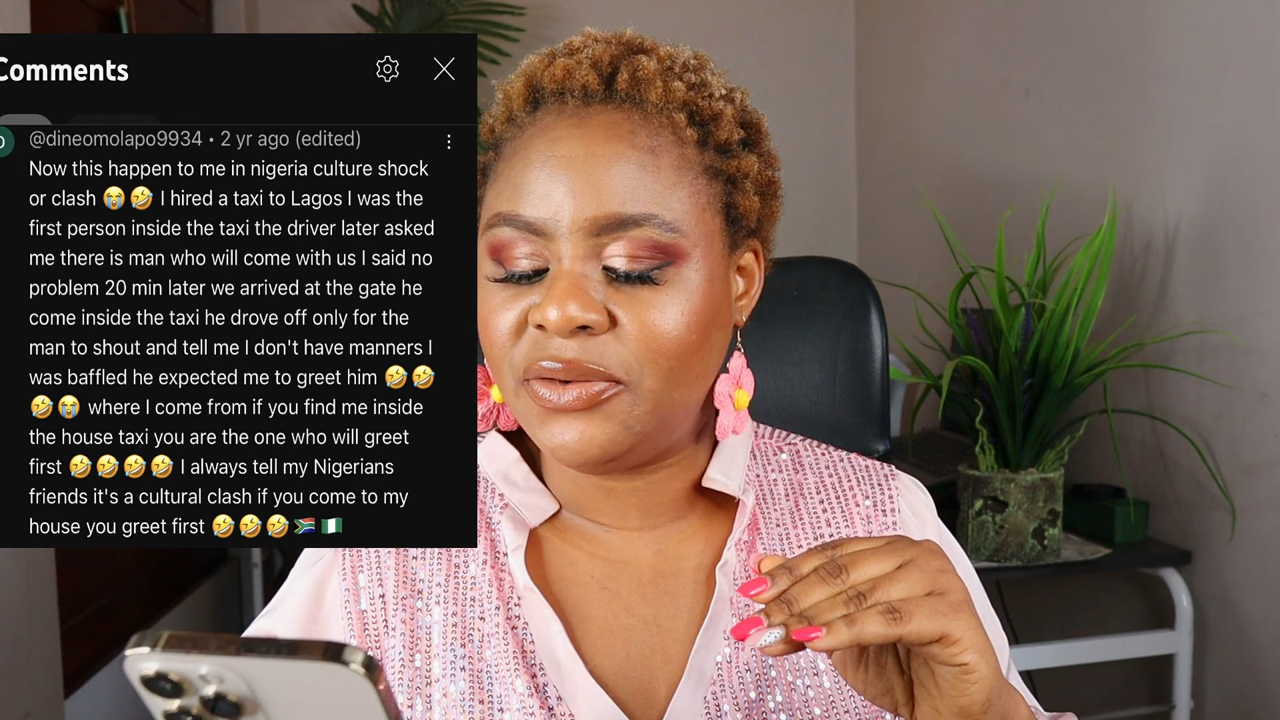 Comments
@dineomolapo9934 • 2 yr ago (edited)
Now this happen to me in nigeria culture shock
or clash 😭🤣 I hired a taxi to Lagos I was the
first person inside the taxi the driver later asked
me there is man who will come with us I said no
problem 20 min later we arrived at the gate he
come inside the taxi he drove off only for the
man to shout and tell me I don't have manners I
was baffled he expected me to greet him 🤣🤣
🤣😭 where I come from if you find me inside
the house taxi you are the one who will greet
first 🤣🤣🤣🤣 I always tell my Nigerians
friends it's a cultural clash if you come to my
house you greet first 🤣🤣🤣🇿🇦🇳🇬